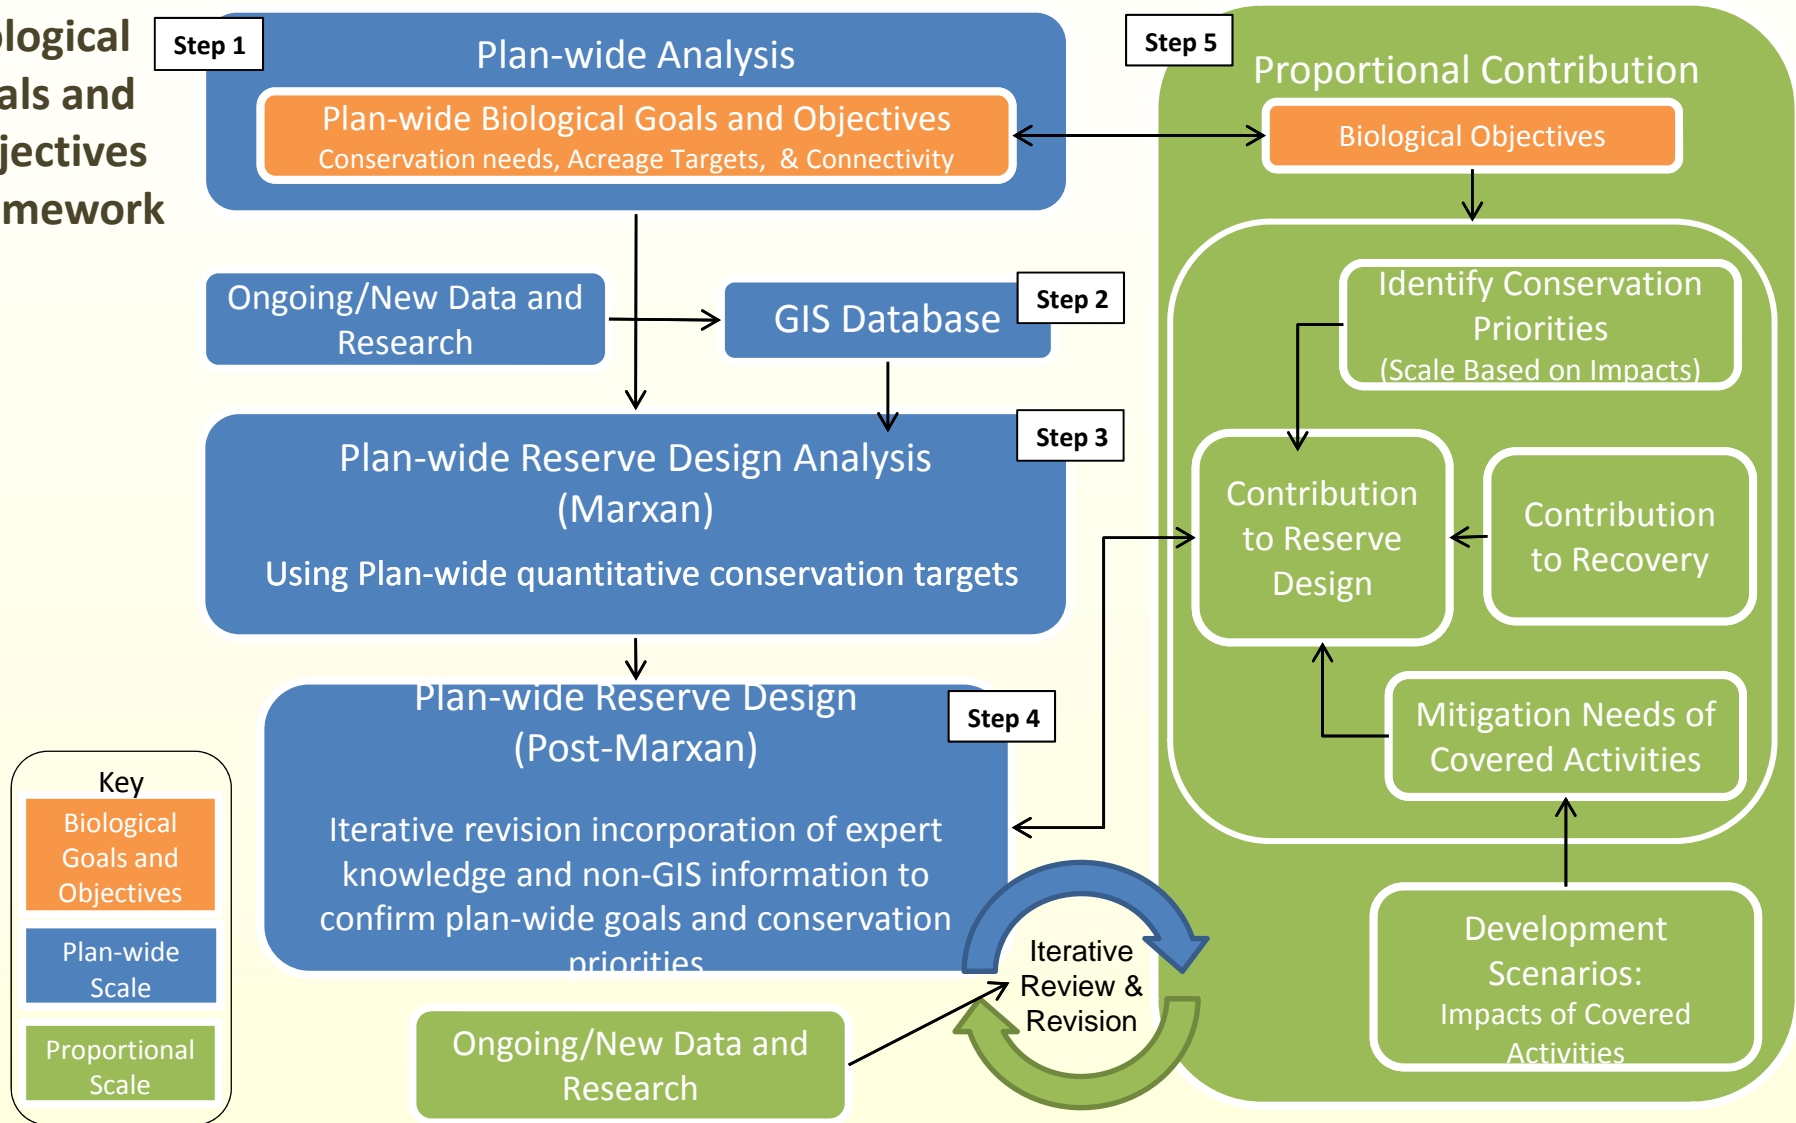 ological
als and
jectives
mework
Step 1
Plan-wide Analysis
Plan-wide Biological Goals and Objectives
Conservation needs, Acreage Targets,  & Connectivity
Ongoing/New Data and
Research
Step 2
GIS Database
Step 3
Plan-wide Reserve Design Analysis
(Marxan)
Using Plan-wide quantitative conservation targets
Step 4
Plan-wide Reserve Design
(Post-Marxan)
Iterative revision incorporation of expert
knowledge and non-GIS information to
confirm plan-wide goals and conservation
priorities
Ongoing/New Data and
Research
Iterative
Review &
Revision
Step 5
Proportional Contribution
Biological Objectives
Identify Conservation
Priorities
(Scale Based on Impacts)
Contribution
to Reserve
Design
Contribution
to Recovery
Mitigation Needs of
Covered Activities
Development
Scenarios:
Impacts of Covered
Activities
Key
Biological
Goals and
Objectives
Plan-wide
Scale
Proportional
Scale